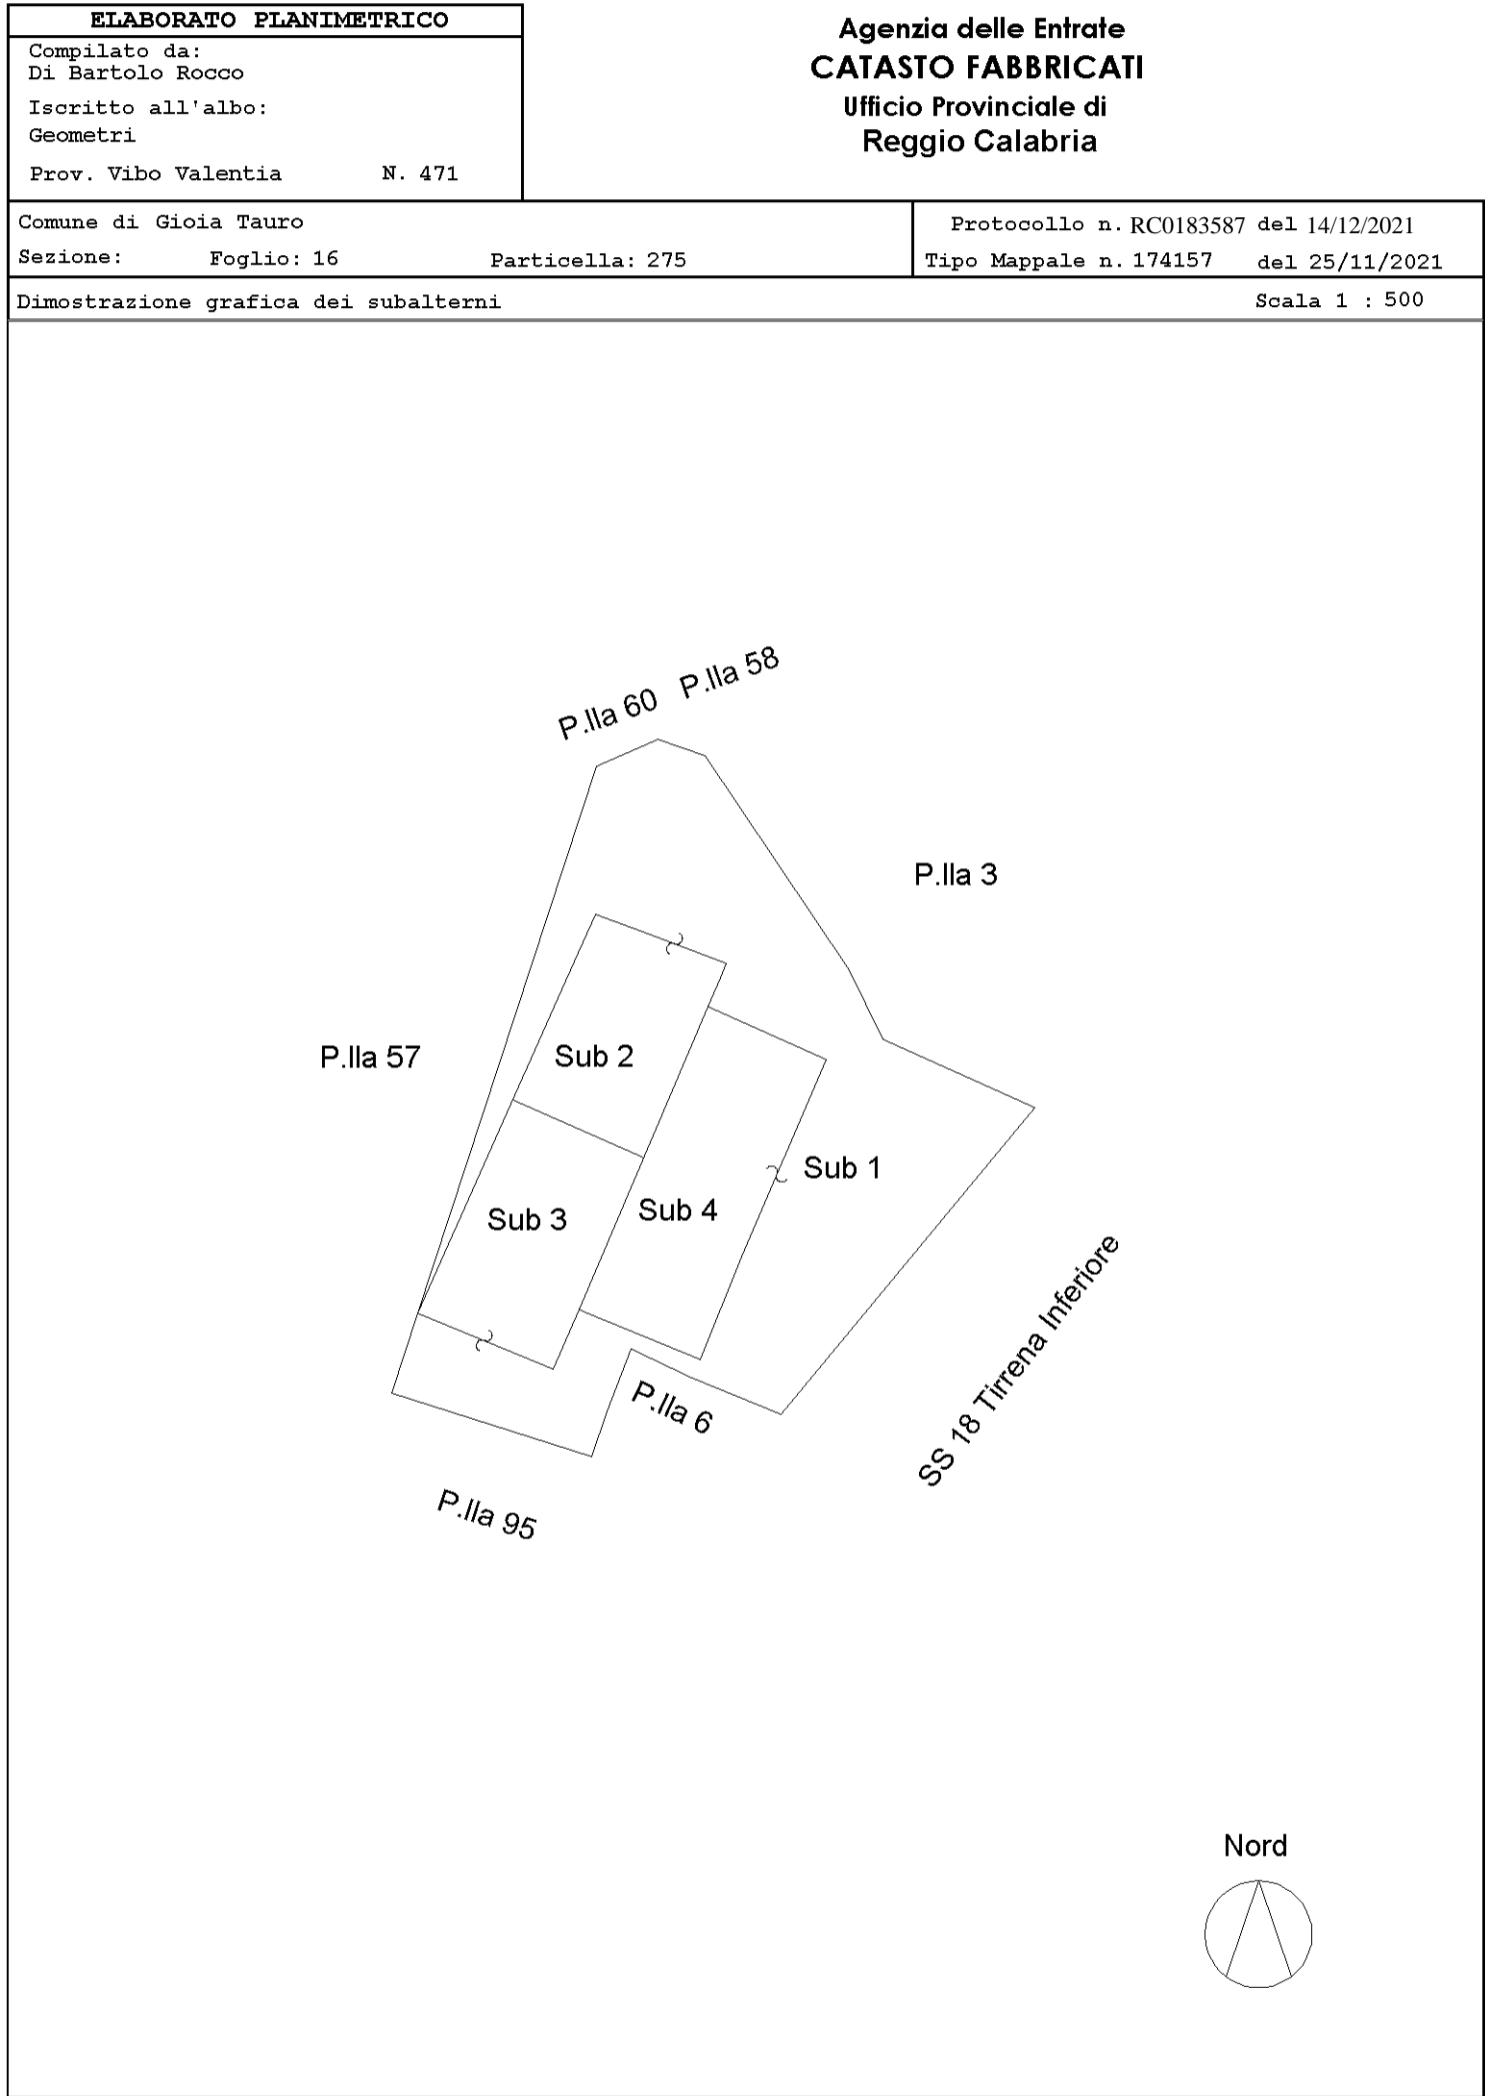 ELABORATO PLANIMETRICO
Compilato da:
Di Bartolo Rocco
Iscritto all'albo:
Geometri
Prov. Vibo Valentia N. 471
Agenzia delle Entrate
CATASTO FABBRICATI
Ufficio Provinciale di
Reggio Calabria
Comune di Gioia Tauro
Sezione: Foglio: 16 Particella: 275
Protocollo n. RC0183587 del 14/12/2021
Tipo Mappale n. 174157 del 25/11/2021
Dimostrazione grafica dei subalterni Scala 1 : 500
P.lla 60 P.lla 58
P.lla 3
P.lla 57
Sub 2
Sub 1
Sub 3
Sub 4
SS 18 Tirrena Inferiore
P.lla 6
P.lla 95
Nord